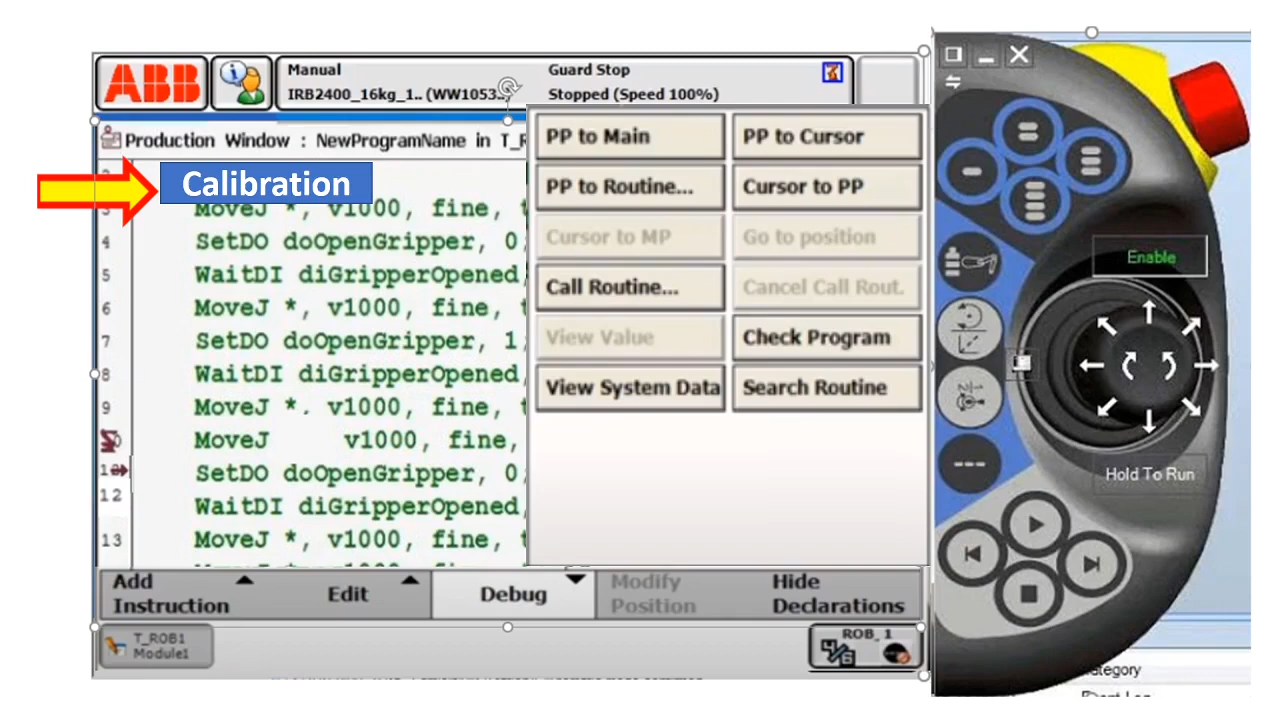 ABB
Manual
IRB2400_16kg_1.. (WW1053..)
Guard Stop
Stopped (Speed 100%)
Production Window : NewProgramName in T_R
Calibration
PP to Main
PP to Cursor
PP to Routine...
Cursor to PP
Cursor to MP
Go to position
Call Routine...
Cancel Call Rout.
View Value
Check Program
View System Data
Search Routine
3 MoveJ *, v1000, fine, t
4 SetDO doOpenGripper, 0;
5 WaitDI diGripperOpened,
6 MoveJ *, v1000, fine, t
7 SetDO doOpenGripper, 1;
8 WaitDI diGripperOpened,
9 MoveJ *. v1000, fine, t
MoveJ v1000, fine,
SetDO doOpenGripper, 0;
12 WaitDI diGripperOpened
13 MoveJ *, v1000, fine, t
Add Instruction
Edit
Debug
Modify Position
Hide Declarations
T_ROB1
Module1
ROB_1
Enable
Hold To Run